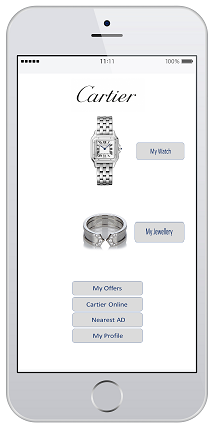 11:11
100%
Cartier
My Watch
My Jewellery
My Offers
Cartier Online
Nearest AD
My Profile